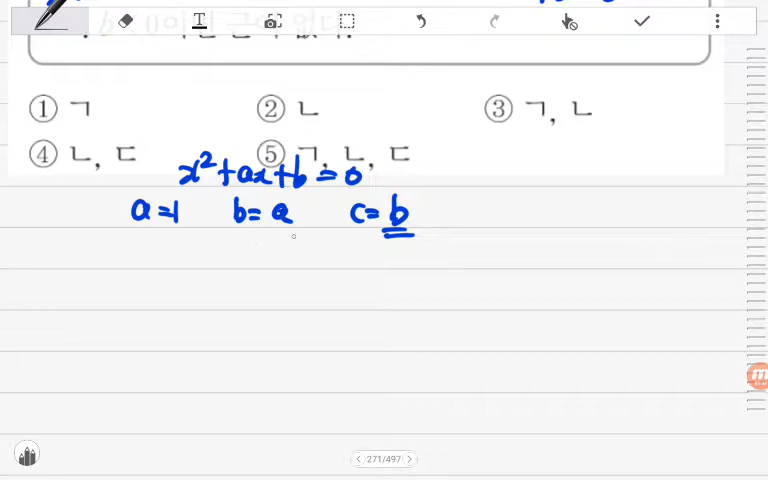 ① ㄱ ② ㄴ ③ ㄱ, ㄴ
④ ㄴ, ㄷ ⑤ ㄱ, ㄴ, ㄷ
x²+ax+b=0
a=1 b=a c=b
271/497